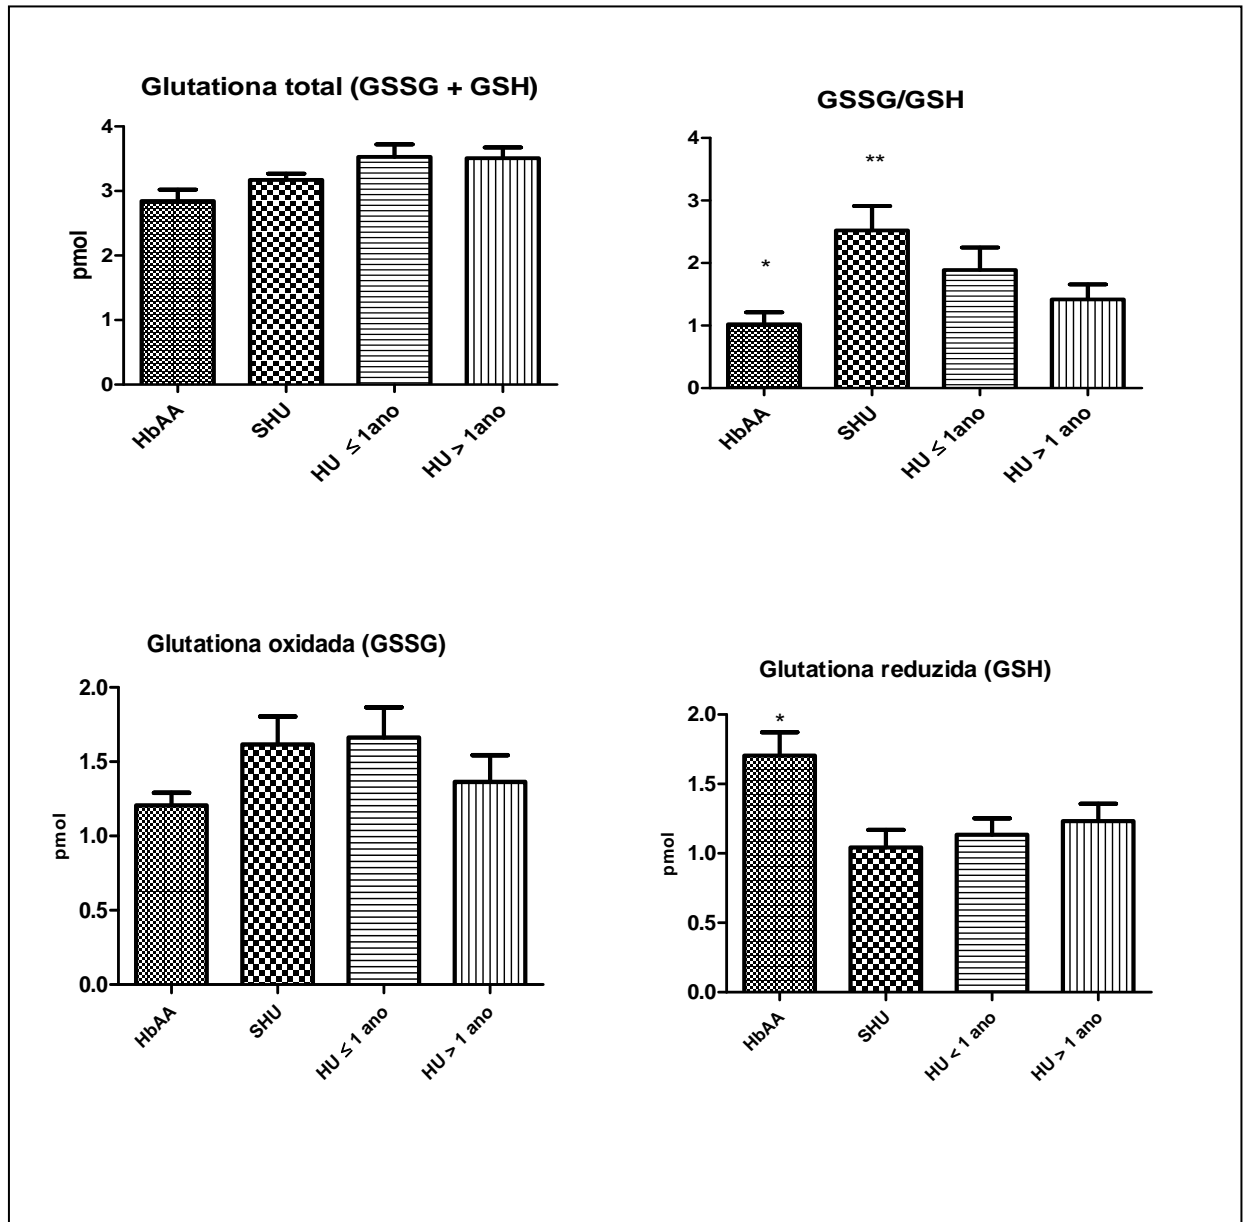 Glutationa total (GSSG + GSH)
4
3
2
1
0
pmol
HbAA
SHU
HU ≤ 1ano
HU > 1ano
GSSG/GSH
4
3
2
1
0
*
**
HbAA
SHU
HU ≤ 1 ano
HU > 1 ano
Glutationa oxidada (GSSG)
2.0
1.5
1.0
0.5
0.0
pmol
HbAA
SHU
HU ≤ 1 ano
HU > 1 ano
Glutationa reduzida (GSH)
2.0
1.5
1.0
0.5
0.0
pmol
*
HbAA
SHU
HU < 1 ano
HU > 1 ano